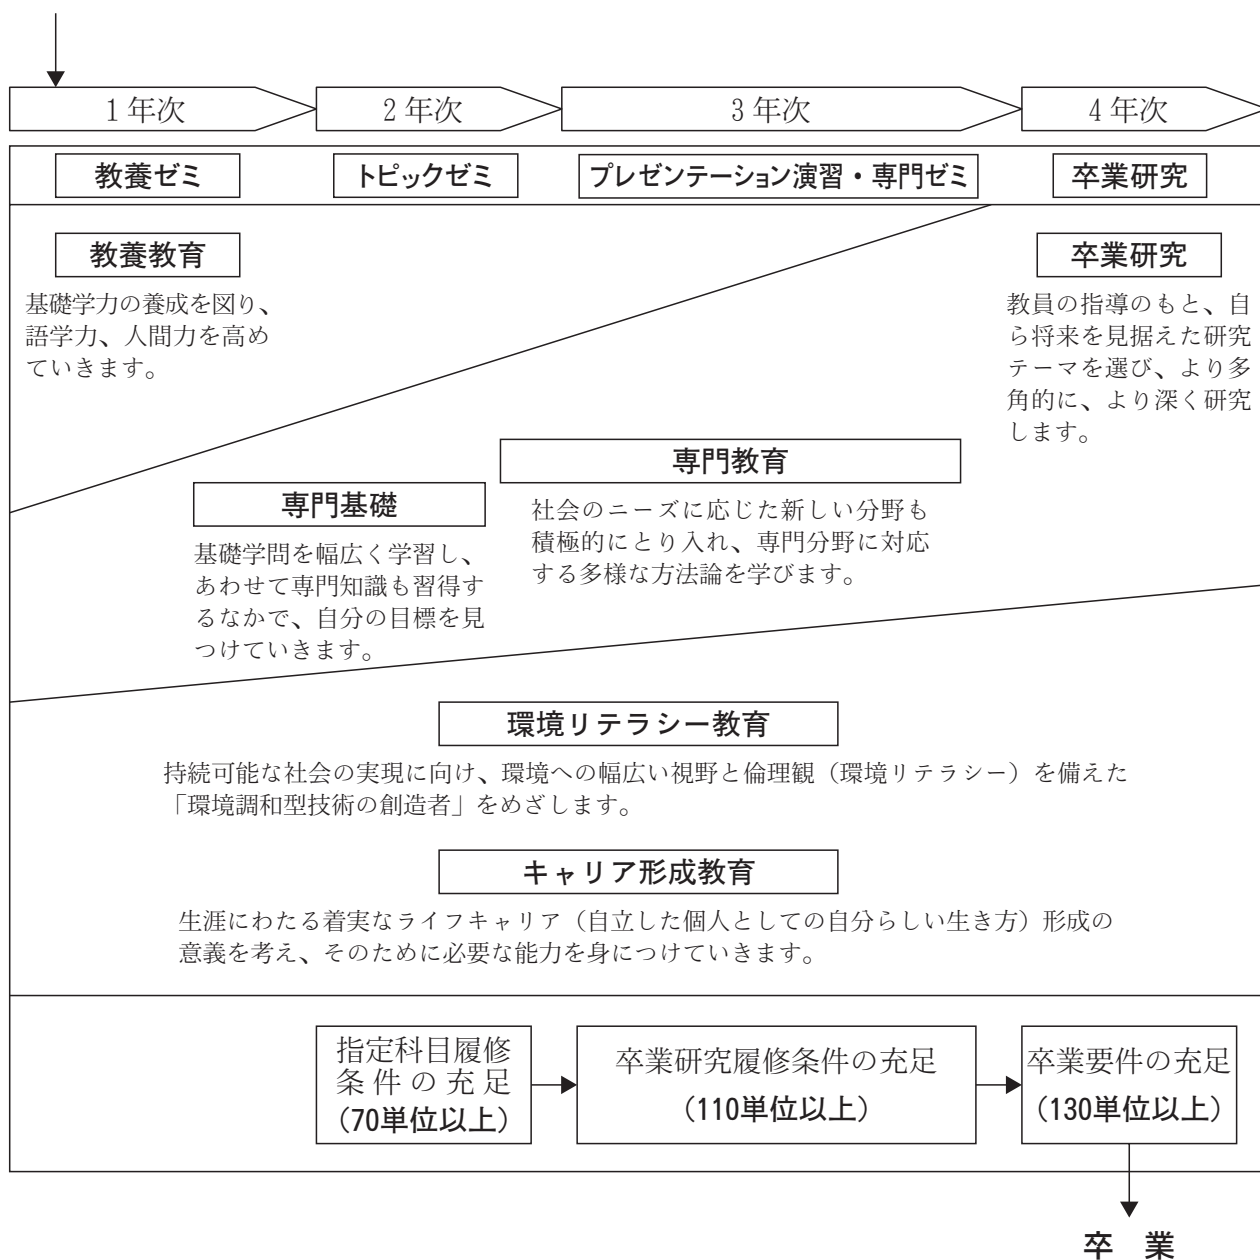 1年次
2年次
3年次
4年次
教養ゼミ
トピックゼミ
プレゼンテーション演習・専門ゼミ
卒業研究
教養教育
基礎学力の養成を図り、
語学力、人間力を高め
ていきます。
卒業研究
教員の指導のもと、自
ら将来を見据えた研究
テーマを選び、より多
角的に、より深く研究
します。
専門基礎
基礎学問を幅広く学習し、
あわせて専門知識も習得す
るなかで、自分の目標を見
つけていきます。
専門教育
社会のニーズに応じた新しい分野も
積極的にとり入れ、専門分野に対応
する多様な方法論を学びます。
環境リテラシー教育
持続可能な社会の実現に向け、環境への幅広い視野と倫理観（環境リテラシー）を備えた
「環境調和型技術の創造者」をめざします。
キャリア形成教育
生涯にわたる着実なライフキャリア（自立した個人としての自分らしい生き方）形成の
意義を考え、そのために必要な能力を身につけていきます。
指定科目履修
条件の充足
（70単位以上）
卒業研究履修条件の充足
（110単位以上）
卒業要件の充足
（130単位以上）
卒 業